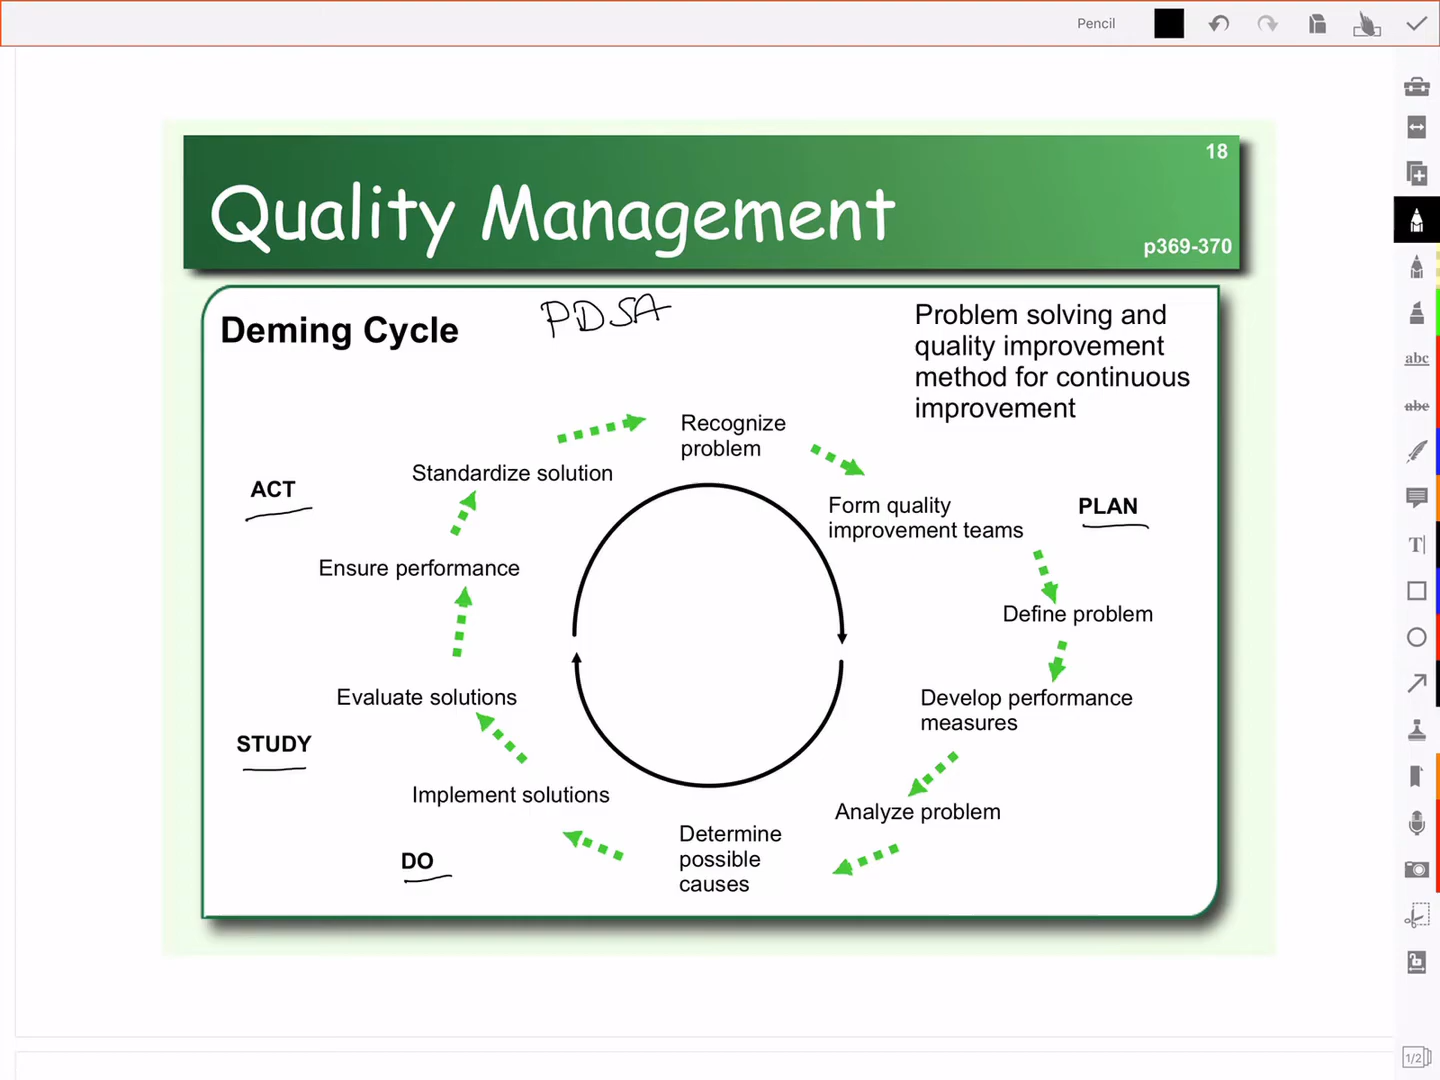 Pencil
18
Quality Management
p369-370
Deming Cycle
PDSA
Problem solving and
quality improvement
method for continuous
improvement
Recognize
problem
Standardize solution
ACT
Form quality
improvement teams
PLAN
Ensure performance
Define problem
Evaluate solutions
Develop performance
measures
STUDY
Implement solutions
Analyze problem
Determine
possible
causes
DO
abc
abc
T
1/2